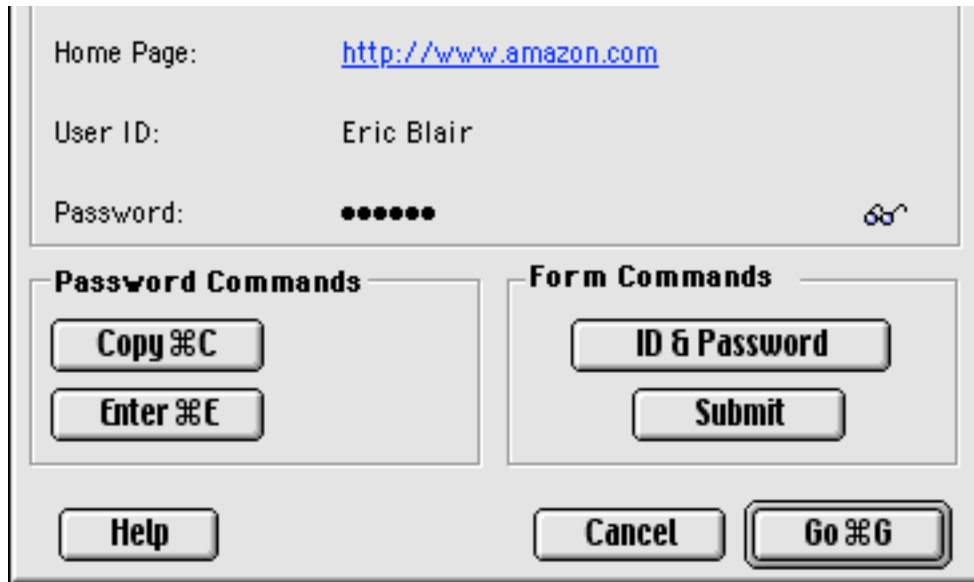 Home Page: http://www.amazon.com
User ID: Eric Blair
Password: ●●●●●●
Password Commands
Copy ⌘C
Enter ⌘E
Form Commands
ID & Password
Submit
Help Cancel Go ⌘G